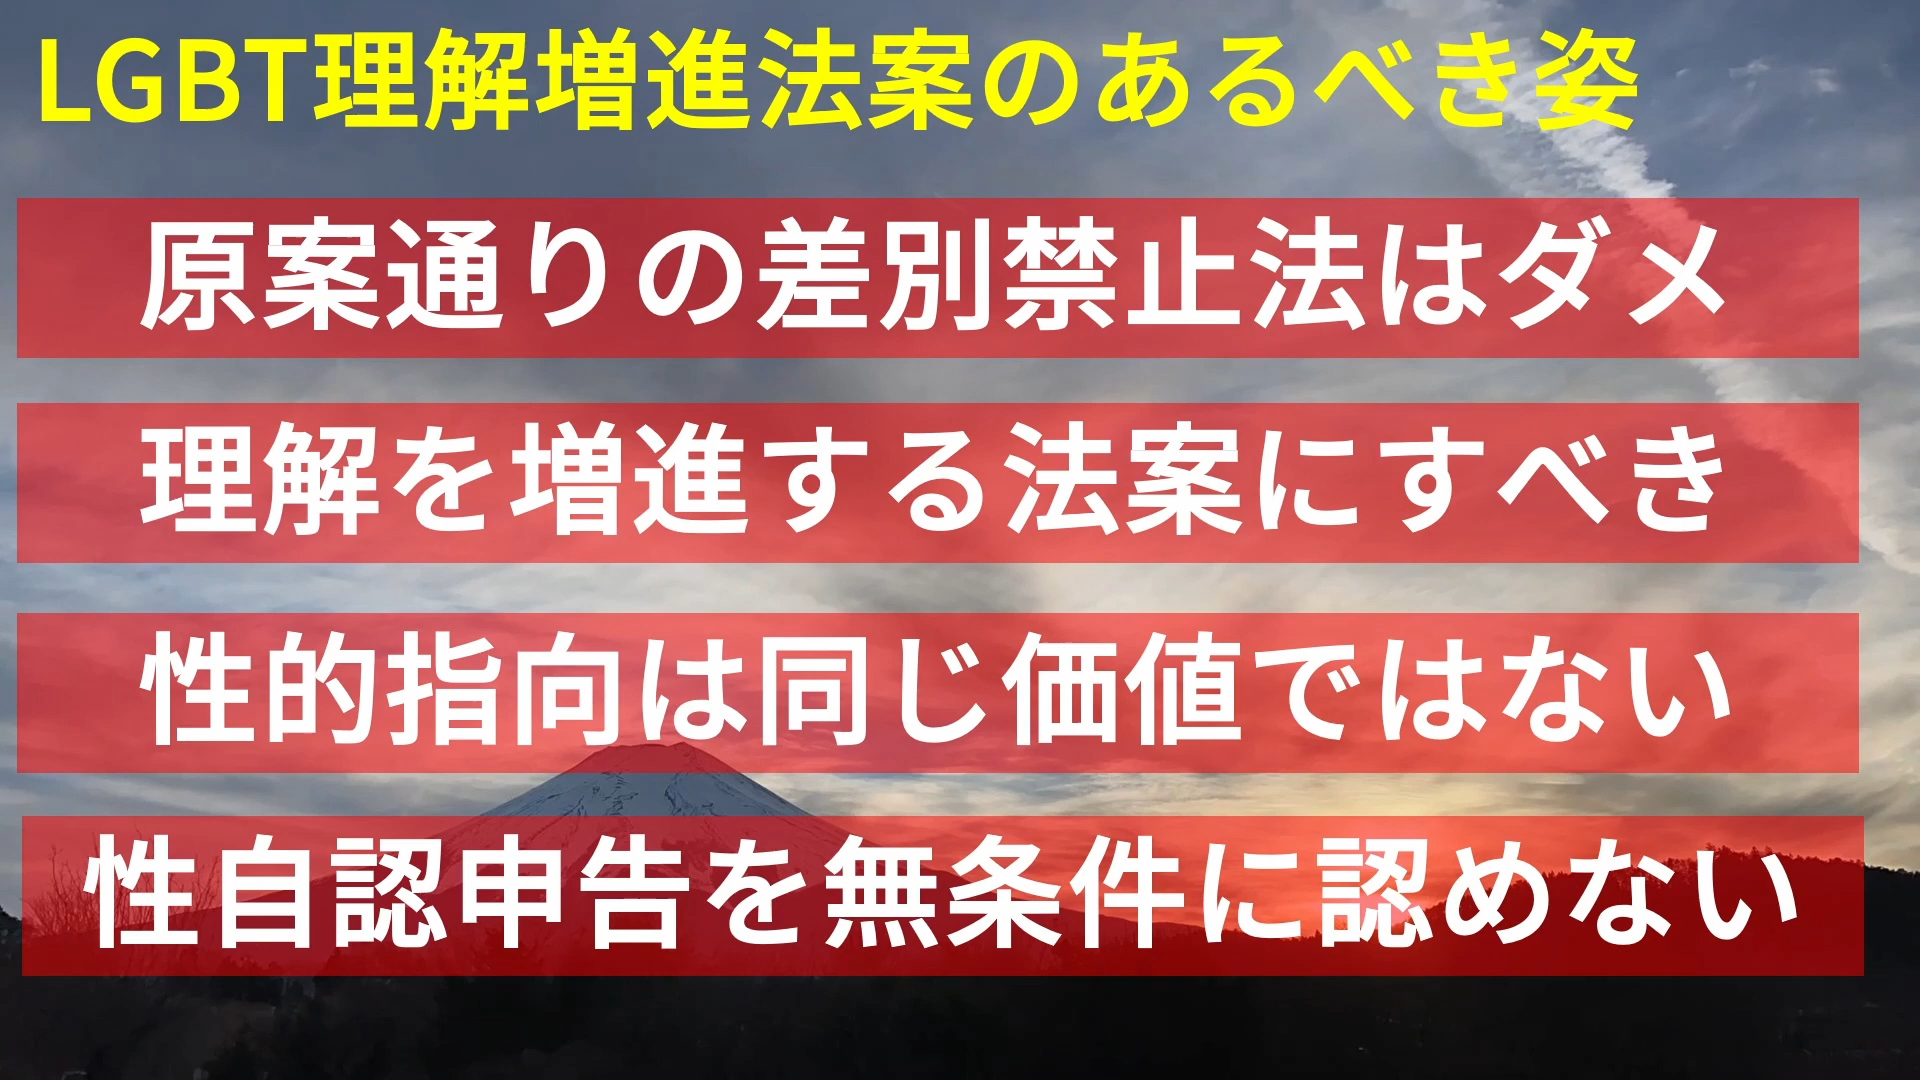 LGBT理解増進法案のあるべき姿
原案通りの差別禁止法はダメ
理解を増進する法案にすべき
性的指向は同じ価値ではない
性自認申告を無条件に認めない